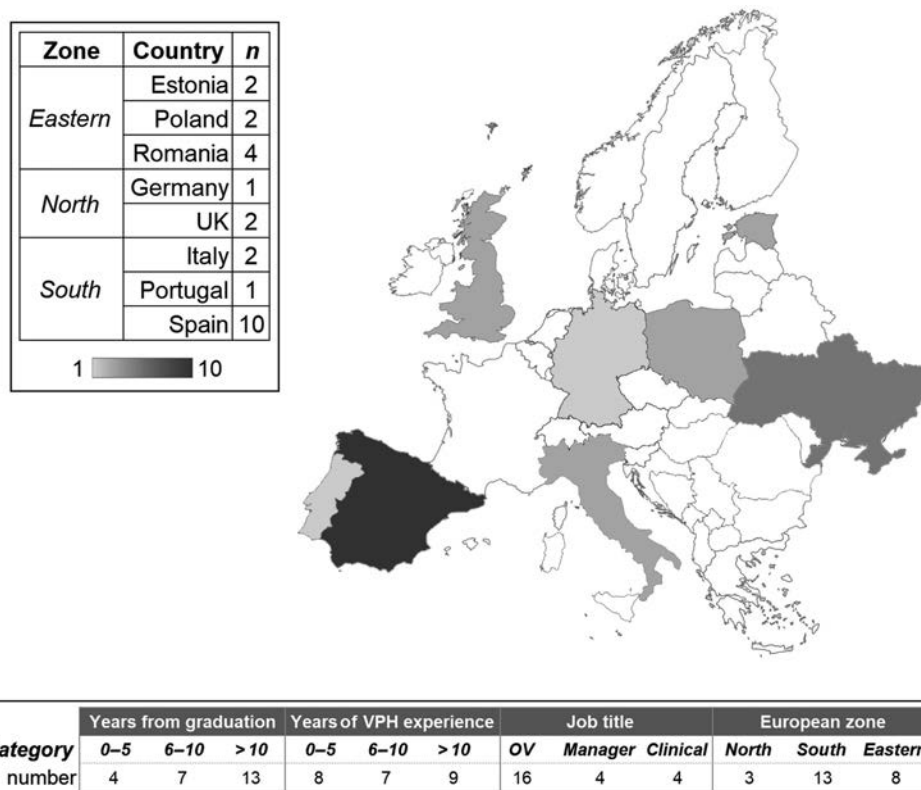 Zone Country n
Eastern
Estonia 2
Poland 2
Romania 4
North
Germany 1
UK 2
South
Italy 2
Portugal 1
Spain 10
1 10
Years from graduation Years of VPH experience Job title European zone
ategory 0–5 6–10 >10 0–5 6–10 >10 OV Manager Clinical North South Eastern
number 4 7 13 8 7 9 16 4 4 3 13 8